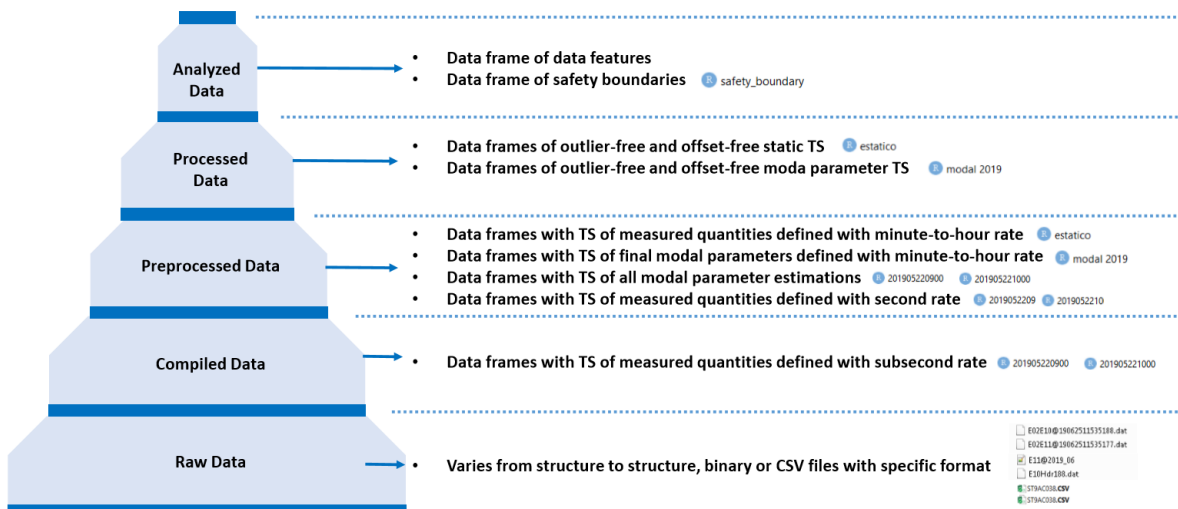 Analyzed
Data
• Data frame of data features
• Data frame of safety boundaries R safety_boundary
Processed
Data
• Data frames of outlier-free and offset-free static TS R estatico
• Data frames of outlier-free and offset-free moda parameter TS R modal 2019
Preprocessed Data
• Data frames with TS of measured quantities defined with minute-to-hour rate R estatico
• Data frames with TS of final modal parameters defined with minute-to-hour rate R modal 2019
• Data frames with TS of all modal parameter estimations R 201905220900 R 201905221000
• Data frames with TS of measured quantities defined with second rate R 2019052209 R 2019052210
Compiled Data
• Data frames with TS of measured quantities defined with subsecond rate R 201905220900 R 201905221000
Raw Data
• Varies from structure to structure, binary or CSV files with specific format
E02E10@19062511535188.dat
E02E11@19062511535177.dat
E11@2019_06
E10Hdr188.dat
ST9AC038.CSV
ST9AC038.CSV